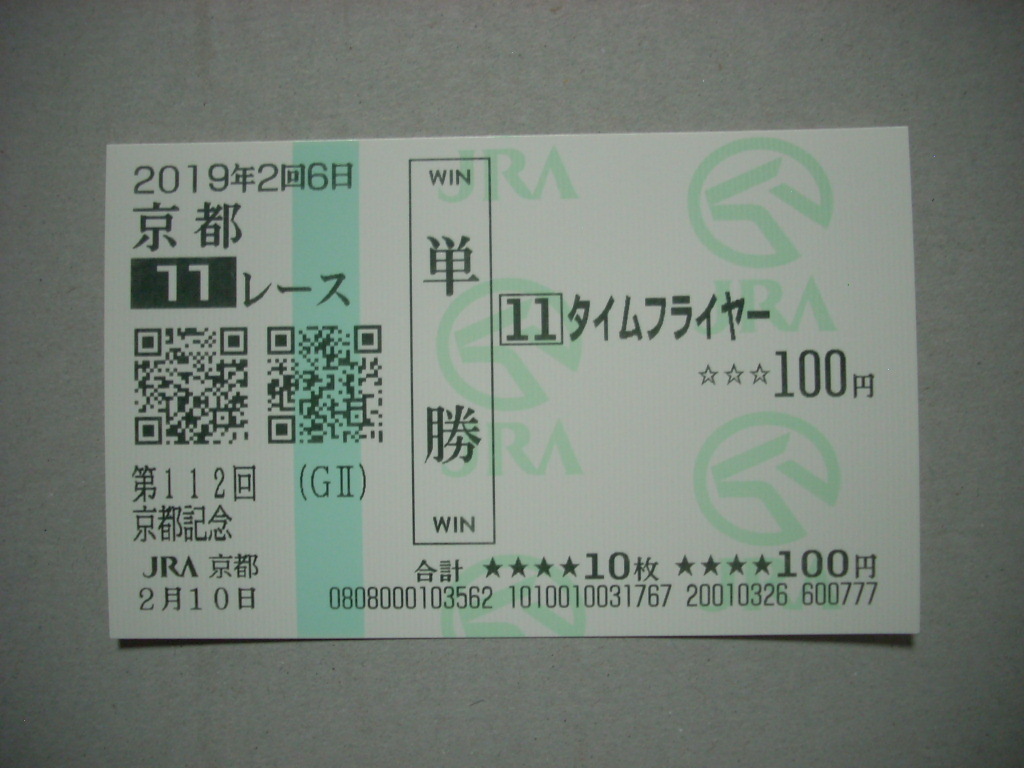 2019年2回6日
京都
11レース
第112回 (GⅡ)
京都記念
JRA 京都
2月10日
WIN
単勝
WIN
11 タイムフライヤー
☆☆☆100円
合計 ★★★★10枚 ★★★★100円
0808000103562 1010010031767 20010326 600777
JRA
JRA
JRA